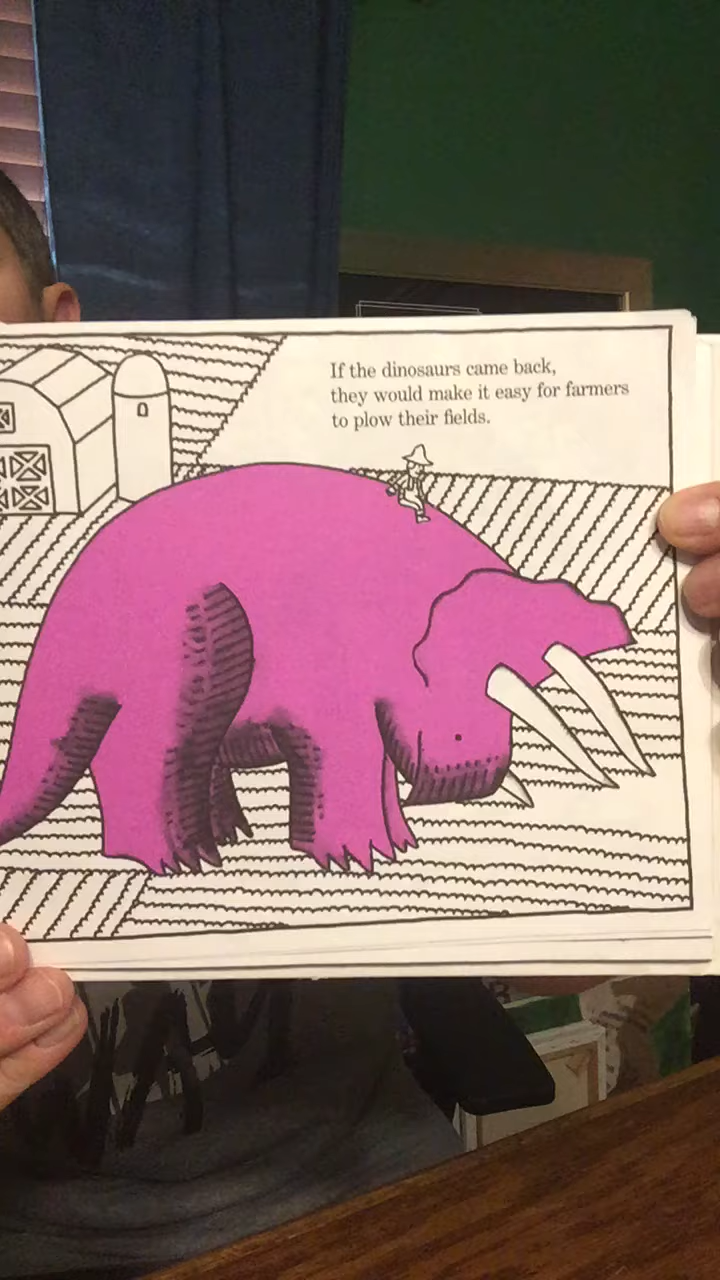 If the dinosaurs came back,
they would make it easy for farmers
to plow their fields.